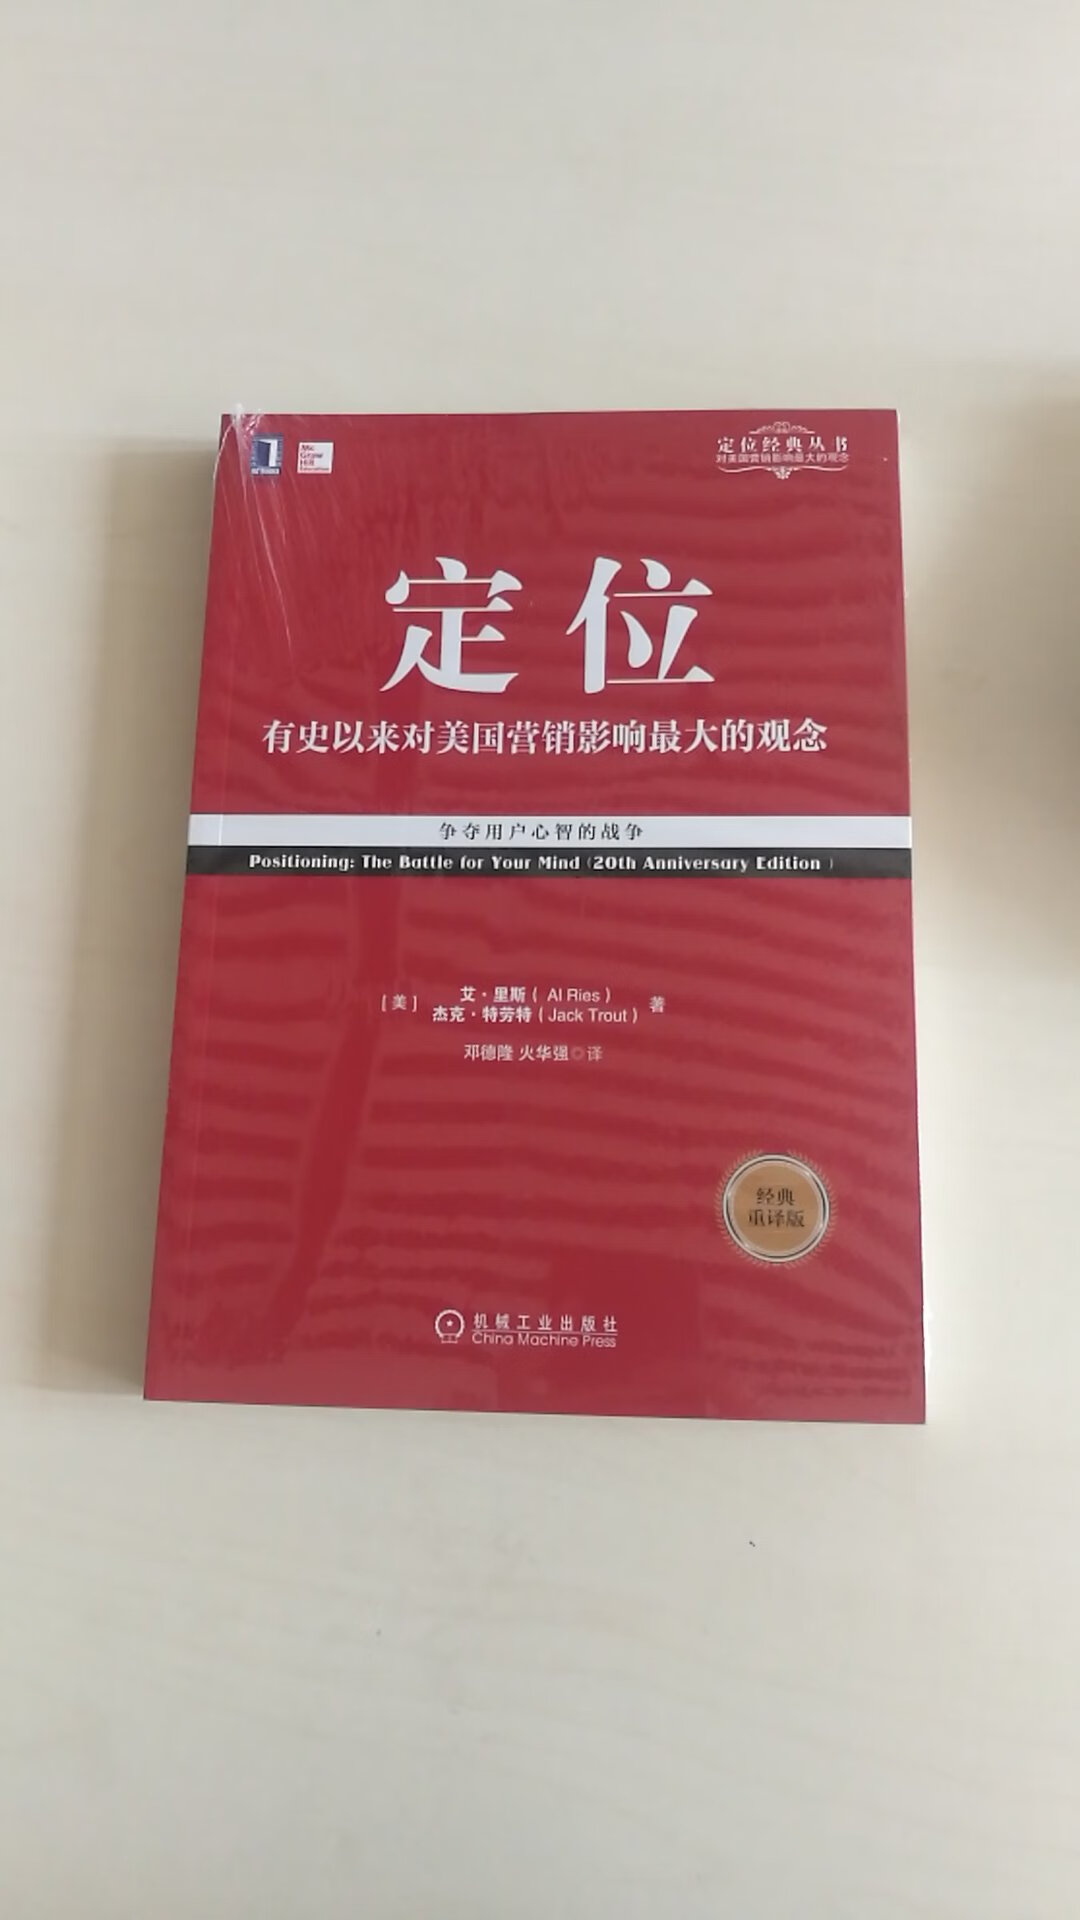 Mc
Graw
Hill
Education
定位经典丛书
对美国营销影响最大的观念
定位
有史以来对美国营销影响最大的观念
争夺用户心智的战争
Positioning: The Battle for Your Mind (20th Anniversary Edition )
[美] 艾·里斯( Al Ries )
杰克·特劳特(Jack Trout) 著
邓德隆 火华强◎译
经典
重译版
机械工业出版社
China Machine Press